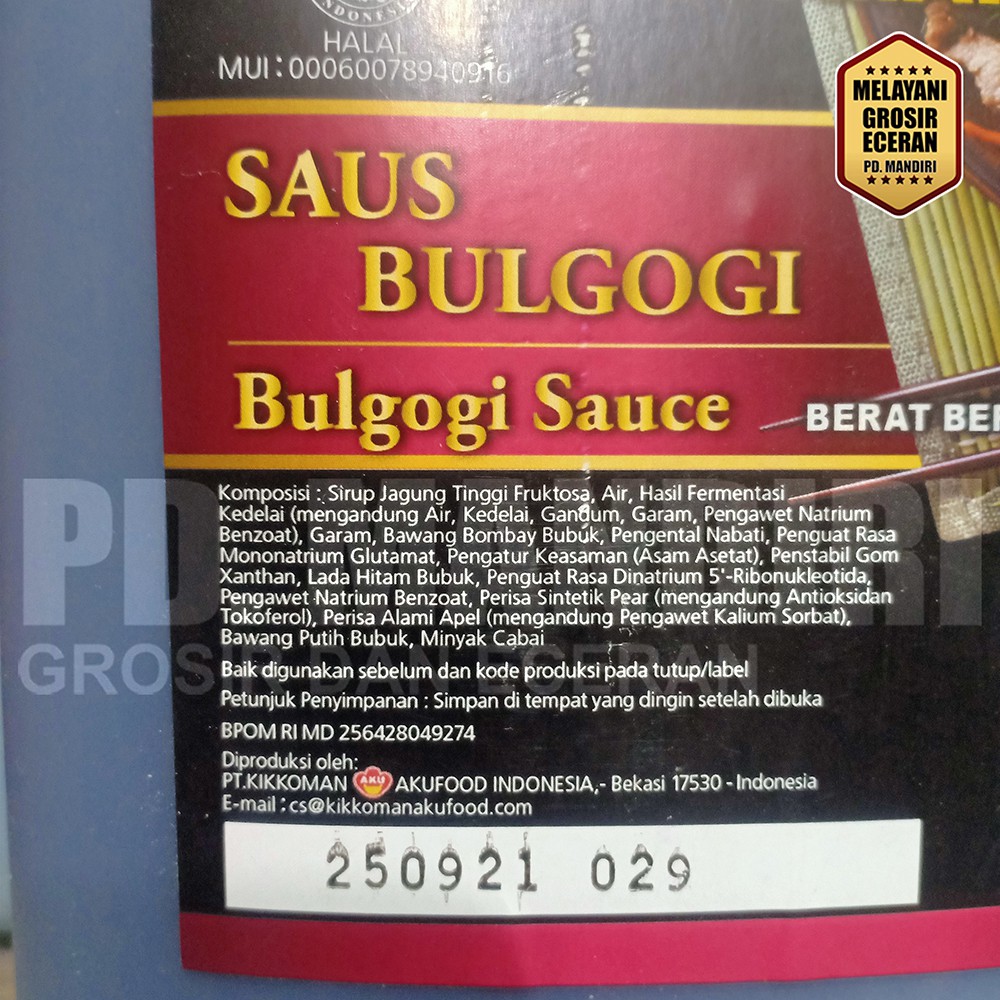 INDONESIA
HALAL
MUI : 00060078940916
MELAYANI
GROSIR
ECERAN
PD. MANDIRI
SAUS
BULGOGI
Bulgogi Sauce
BERAT
Komposisi : Sirup Jagung Tinggi Fruktosa, Air, Hasil Fermentasi
Kedelai (mengandung Air, Kedelai, Gandum, Garam, Pengawet Natrium
Benzoat), Garam, Bawang Bombay Bubuk, Pengental Nabati, Penguat Rasa
Mononatrium Glutamat, Pengatur Keasaman (Asam Asetat), Penstabil Gom
Xanthan, Lada Hitam Bubuk, Penguat Rasa Dinatrium 5'-Ribonukleotida,
Pengawet Natrium Benzoat, Perisa Sintetik Pear (mengandung Antioksidan
Tokoferol), Perisa Alami Apel (mengandung Pengawet Kalium Sorbat),
Bawang Putih Bubuk, Minyak Cabai
PD. MANDIRI
GROSIR DAN ECERAN
Baik digunakan sebelum dan kode produksi pada tutup/label
Petunjuk Penyimpanan : Simpan di tempat yang dingin setelah dibuka
BPOM RI MD 256428049274
Diproduksi oleh:
PT.KIKKOMAN AKU AKUFOOD INDONESIA,- Bekasi 17530 - Indonesia
E-mail : cs@kikkomanakufood.com
250921 029